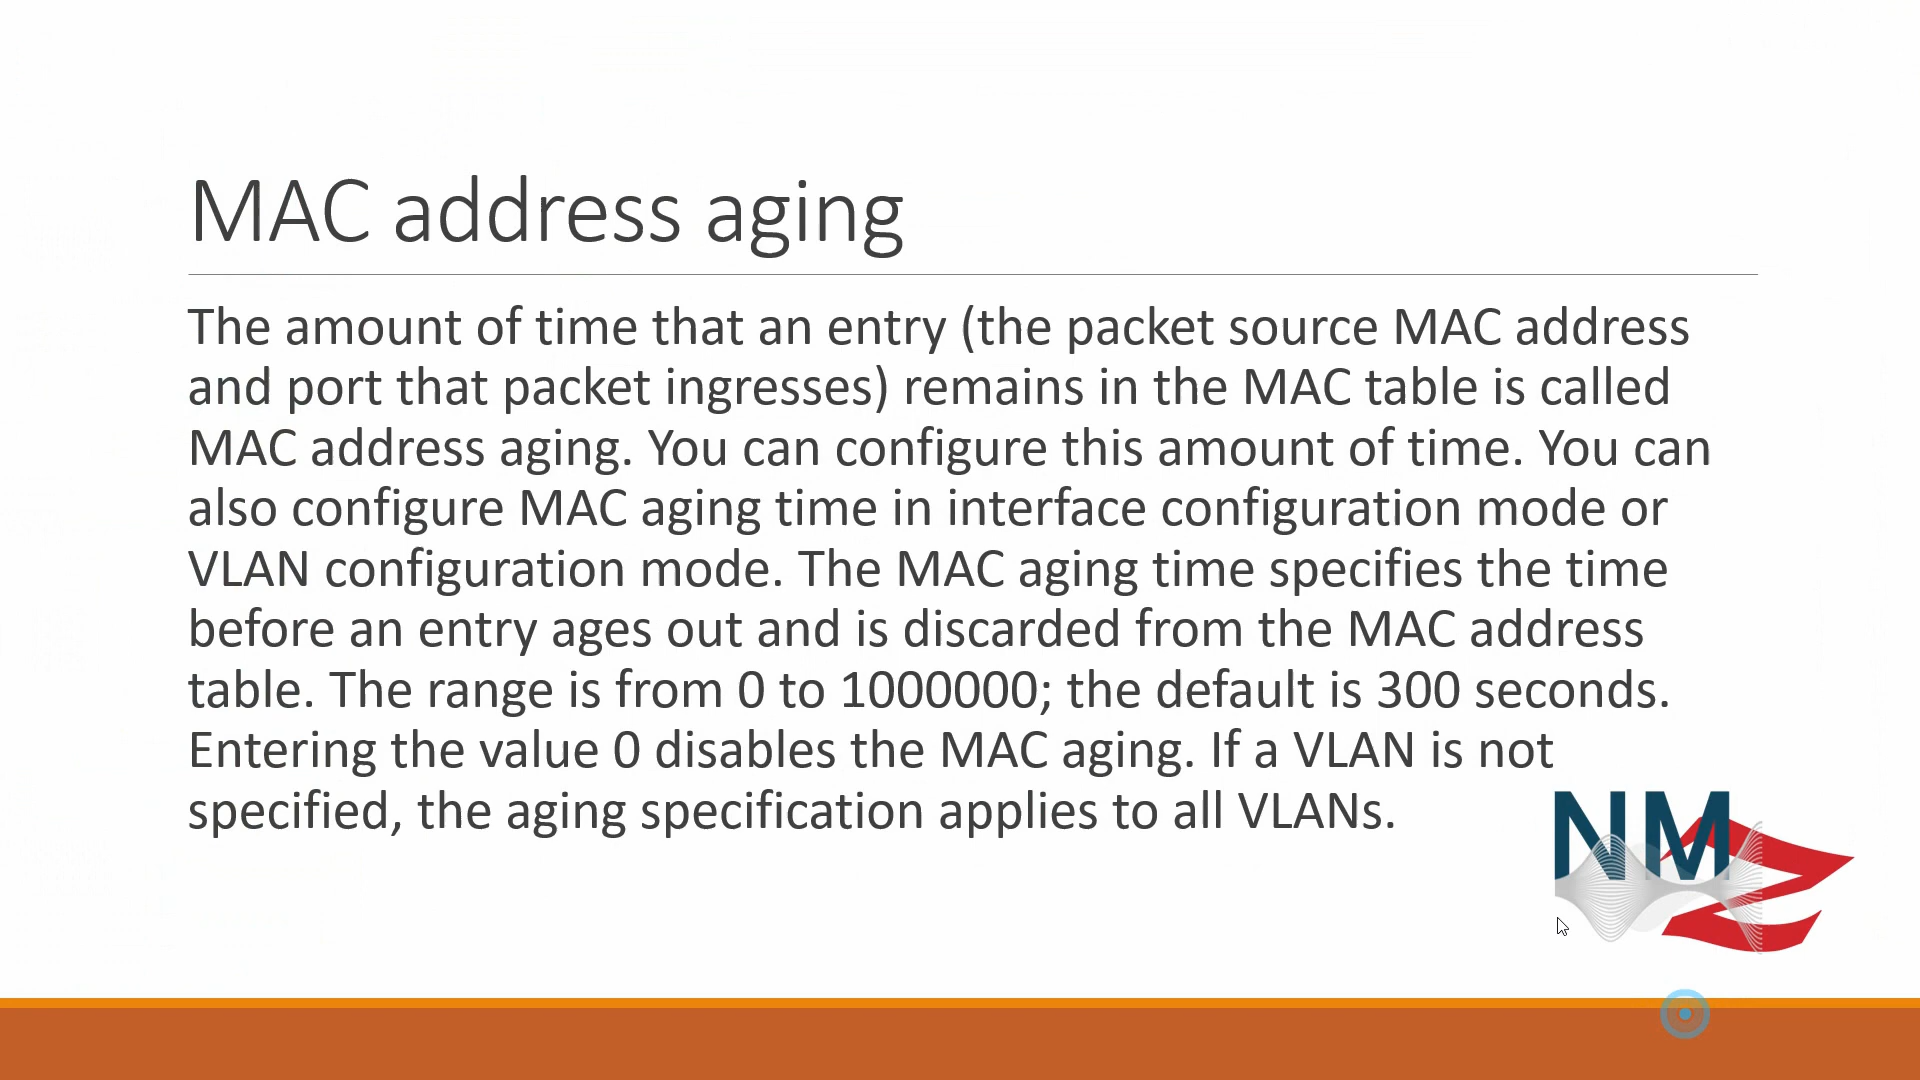 MAC address aging
The amount of time that an entry (the packet source MAC address
and port that packet ingresses) remains in the MAC table is called
MAC address aging. You can configure this amount of time. You can
also configure MAC aging time in interface configuration mode or
VLAN configuration mode. The MAC aging time specifies the time
before an entry ages out and is discarded from the MAC address
table. The range is from 0 to 1000000; the default is 300 seconds.
Entering the value 0 disables the MAC aging. If a VLAN is not
specified, the aging specification applies to all VLANs.
NM